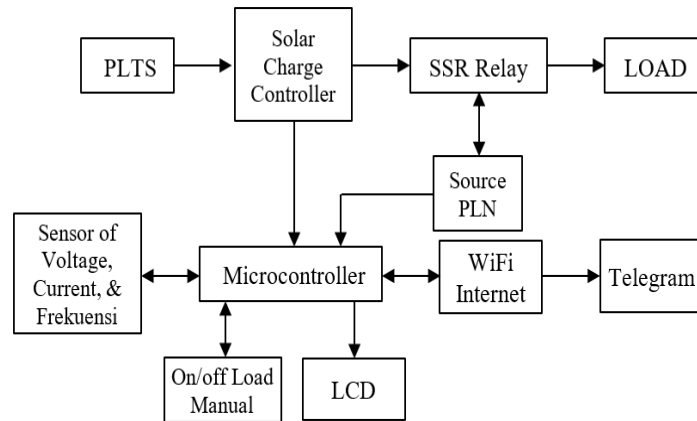 PLTS
Solar
Charge
Controller
SSR Relay
LOAD
Source
PLN
Sensor of
Voltage,
Current, &
Frekuensi
Microcontroller
WiFi
Internet
Telegram
On/off Load
Manual
LCD